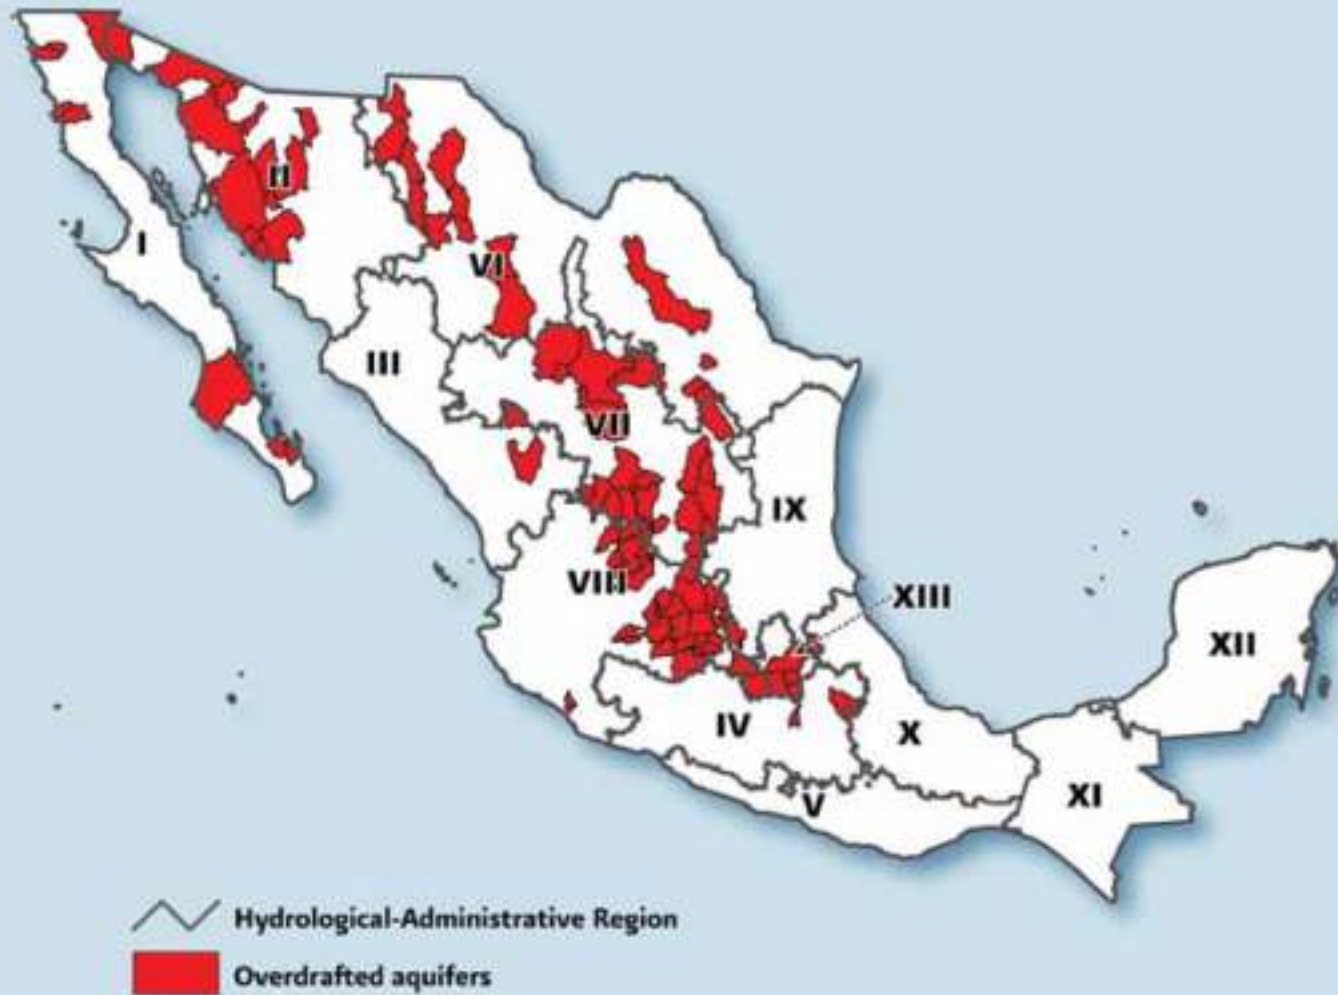 II
I
VI
III
VII
IX
VIII
XIII
XII
IV
X
XI
V
Hydrological-Administrative Region
Overdrafted aquifers